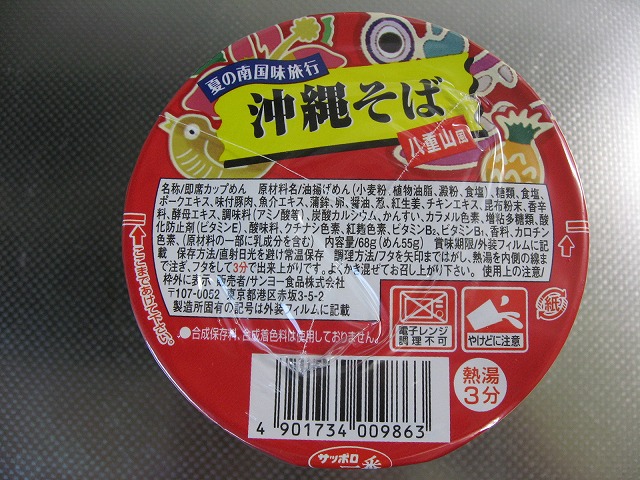 夏の南国味旅行
沖縄そば
八重山風
名称/即席カップめん 原材料名/油揚げめん(小麦粉、植物油脂、澱粉、食塩)、糖類、食塩、
ポークエキス、味付豚肉、魚介エキス、蒲鉾、卵、醤油、葱、紅生姜、チキンエキス、昆布粉末、香辛
料、酵母エキス、調味料(アミノ酸等)、炭酸カルシウム、かんすい、カラメル色素、増粘多糖類、酸
化防止剤(ビタミンE)、酸味料、クチナシ色素、紅麹色素、ビタミンB₂、ビタミンB₁、香料、カロチン
色素、(原材料の一部に乳成分を含む) 内容量/68g(めん55g) 賞味期限/外装フィルムに記
載 保存方法/直射日光を避け常温保存 調理方法/フタを矢印まではがし、熱湯を内側の線ま
で注ぎ、フタをして3分で出来上がりです。よくかき混ぜてお召し上がり下さい。 使用上の注意/
枠外に表示 販売者/サンヨー食品株式会社
〒107-0052 東京都港区赤坂3-5-2
製造所固有の記号は外装フィルムに記載
●合成保存料、合成着色料は使用しておりません。
ここまであけて下さい。
電子レンジ
調理不可
やけどに注意
紙
熱湯
3分
4 901734 009863
サッポロ
一番